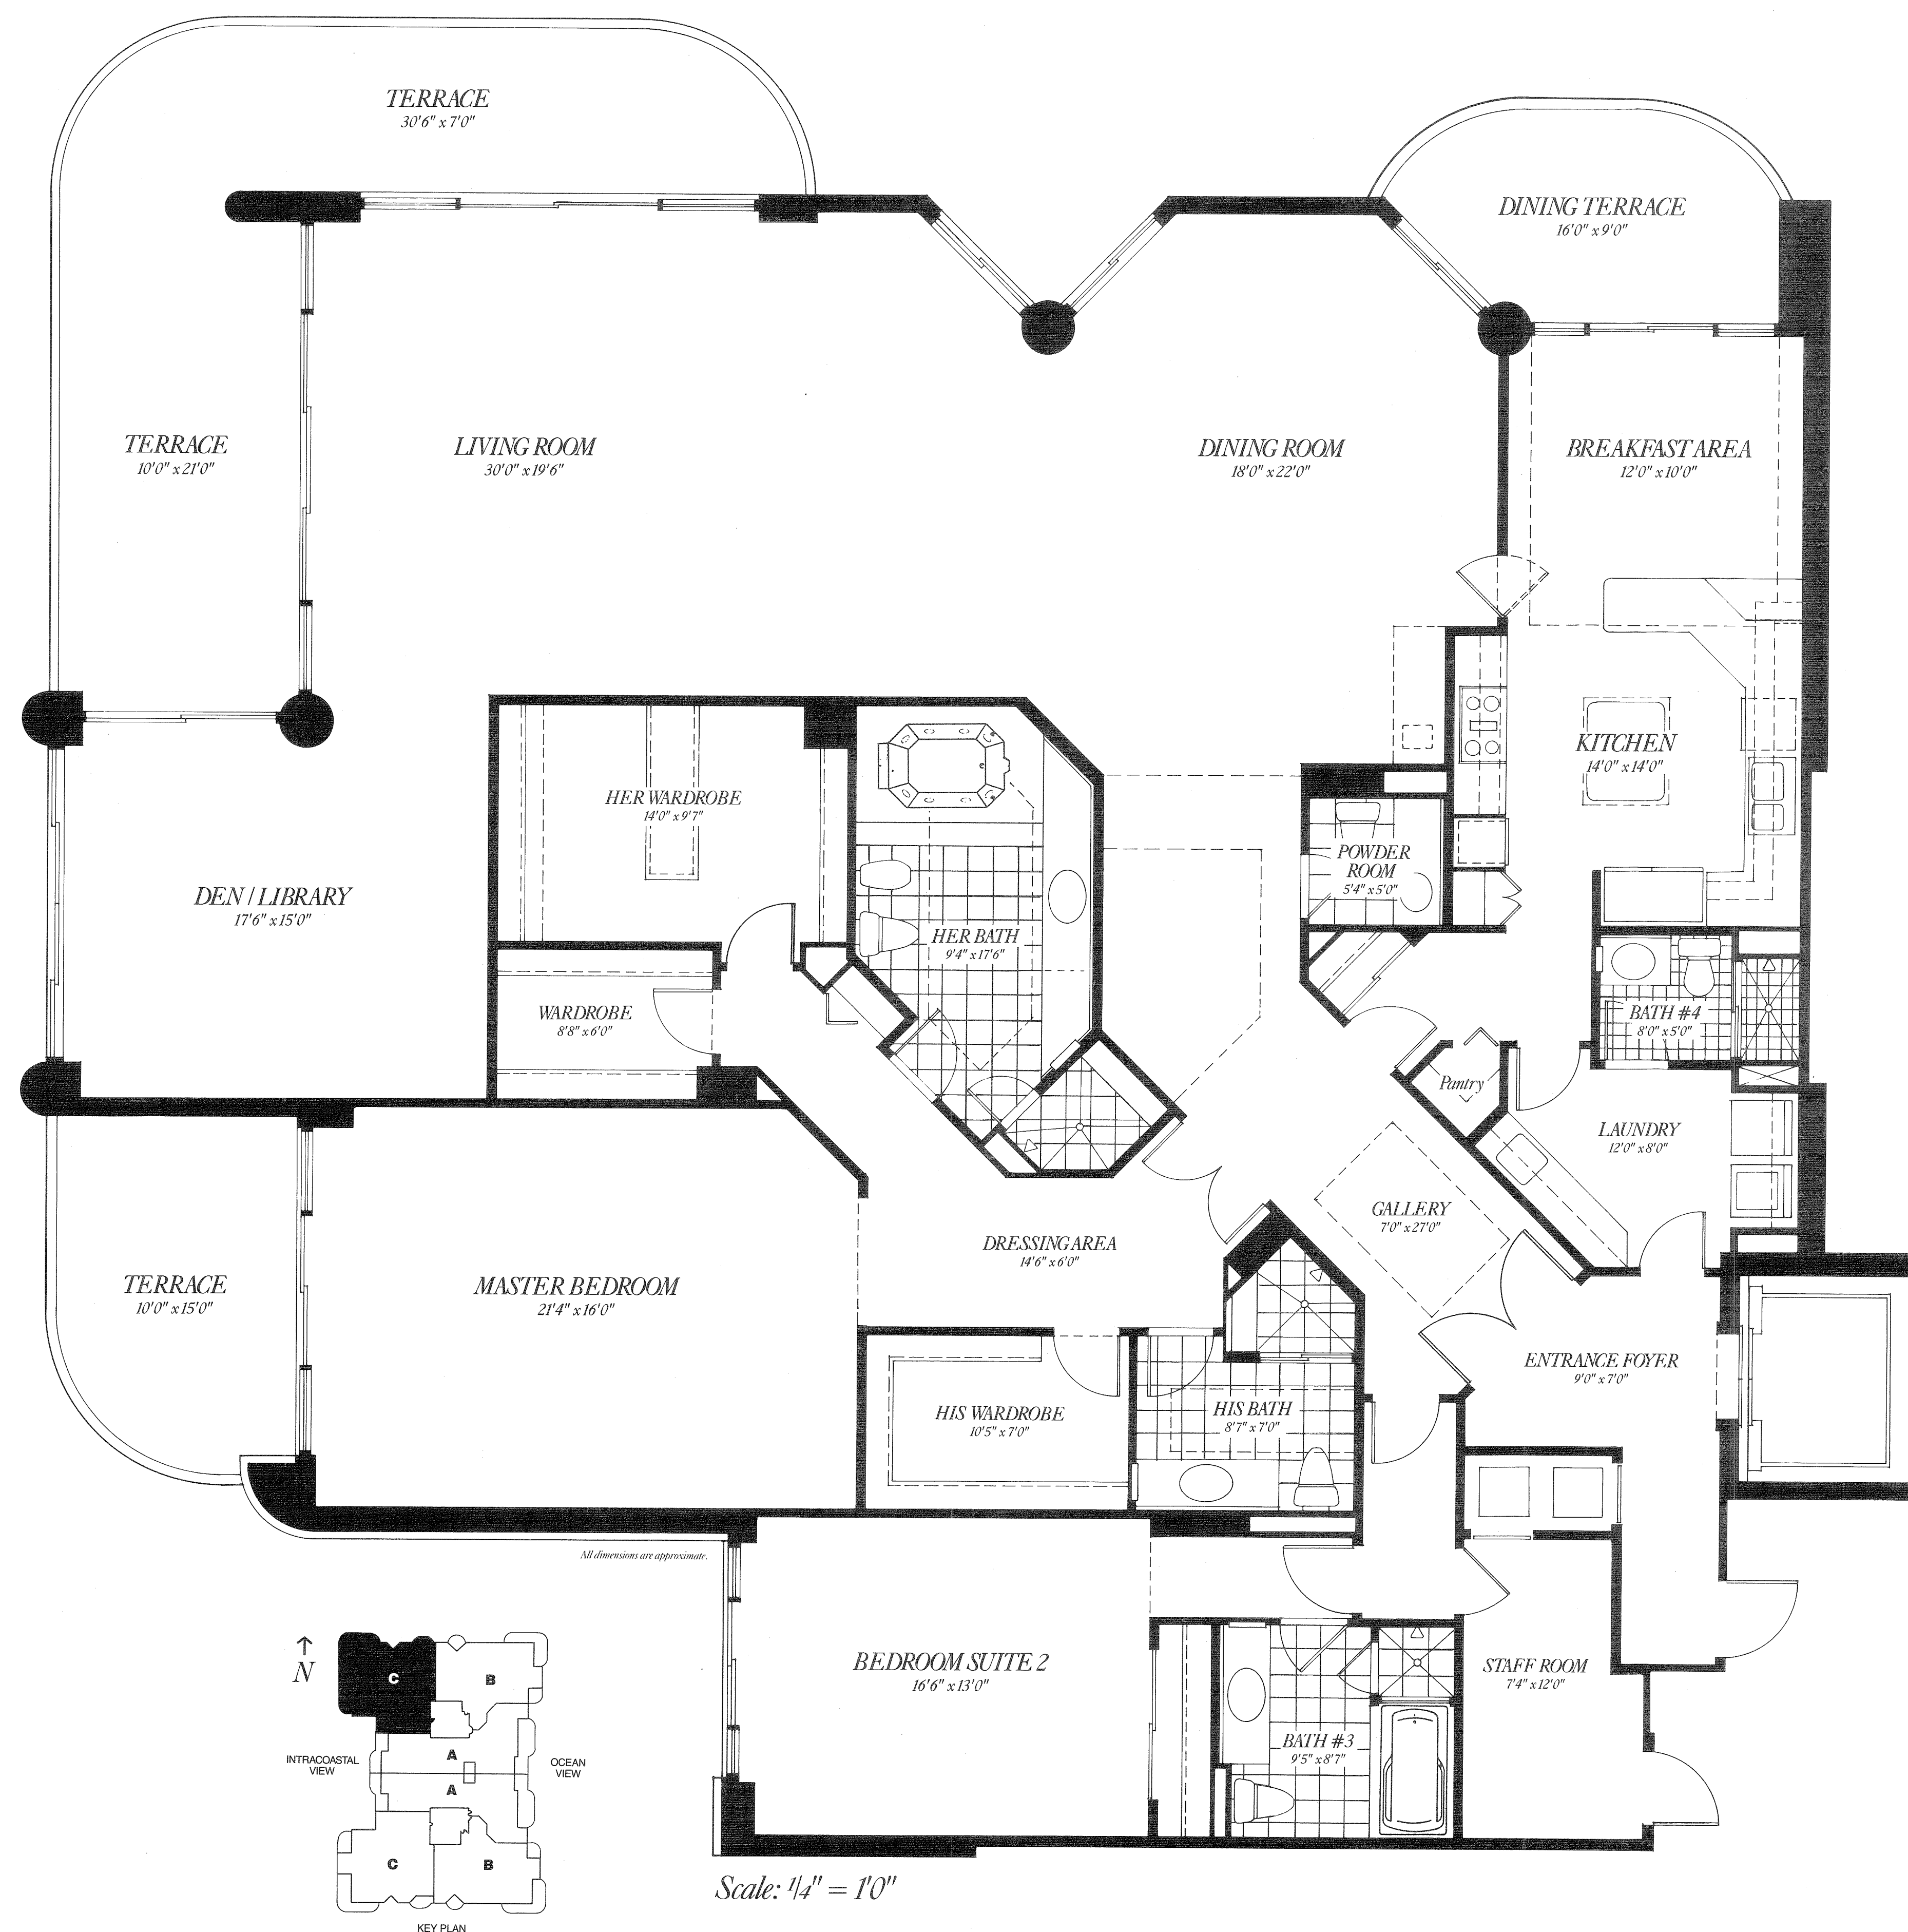 TERRACE
30'6" x 7'0"
DINING TERRACE
16'0" x 9'0"
TERRACE
10'0" x 21'0"
LIVING ROOM
30'0" x 19'6"
DINING ROOM
18'0" x 22'0"
BREAKFAST AREA
12'0" x 10'0"
KITCHEN
14'0" x 14'0"
HER WARDROBE
14'0" x 9'7"
POWDER
ROOM
5'4" x 5'0"
DEN / LIBRARY
17'6" x 15'0"
HER BATH
9'4" x 17'6"
WARDROBE
8'8" x 6'0"
BATH #4
8'0" x 5'0"
Pantry
LAUNDRY
12'0" x 8'0"
GALLERY
7'0" x 27'0"
DRESSING AREA
14'6" x 6'0"
TERRACE
10'0" x 15'0"
MASTER BEDROOM
21'4" x 16'0"
ENTRANCE FOYER
9'0" x 7'0"
HIS WARDROBE
10'5" x 7'0"
HIS BATH
8'7" x 7'0"
All dimensions are approximate.
BEDROOM SUITE 2
16'6" x 13'0"
STAFF ROOM
7'4" x 12'0"
BATH #3
9'5" x 8'7"
N
C
B
INTRACOASTAL
VIEW
A
OCEAN
VIEW
A
C
B
KEY PLAN
Scale: 1/4" = 1'0"